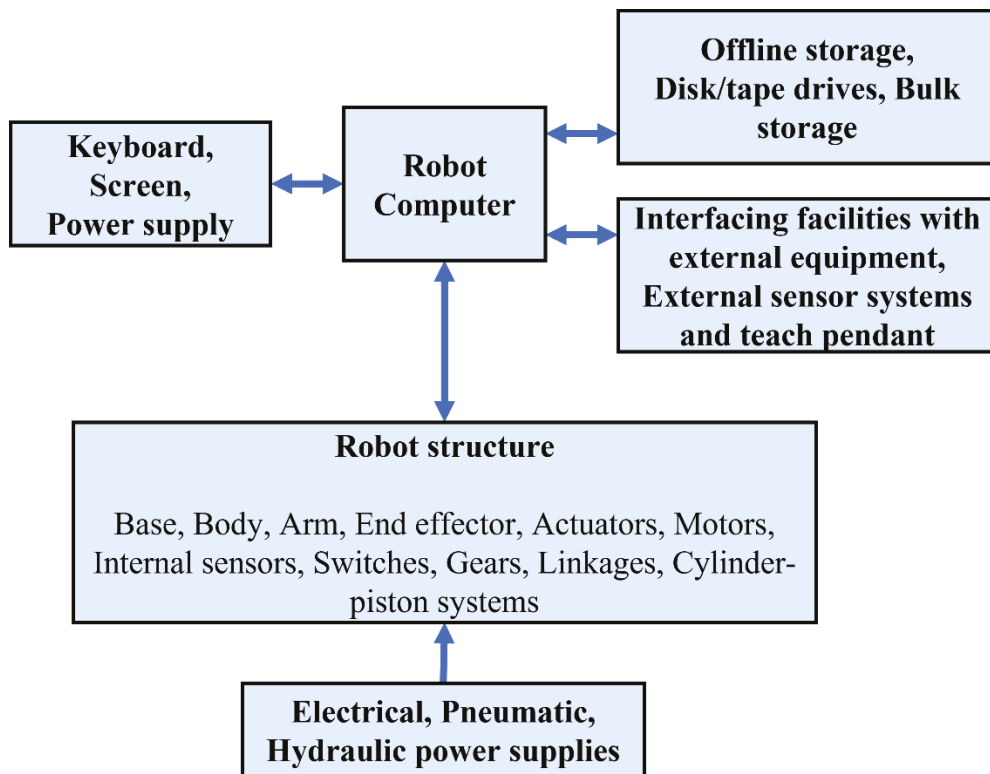 Offline storage,
Disk/tape drives, Bulk
storage
Keyboard,
Screen,
Power supply
Robot
Computer
Interfacing facilities with
external equipment,
External sensor systems
and teach pendant
Robot structure
Base, Body, Arm, End effector, Actuators, Motors,
Internal sensors, Switches, Gears, Linkages, Cylinder-
piston systems
Electrical, Pneumatic,
Hydraulic power supplies